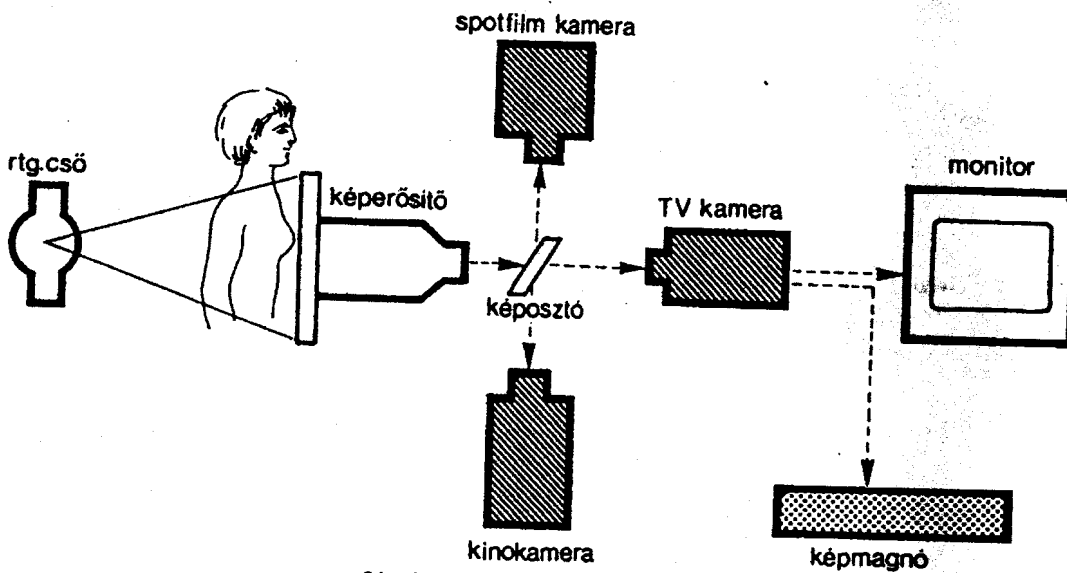 spotfilm kamera
rtg.cső
képerősítő
TV kamera
monitor
képosztó
kinokamera
képmagnó